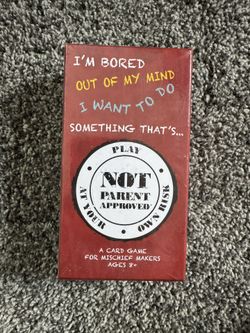 I'M BORED
OUT OF MY MIND
I WANT TO DO
SOMETHING THAT'S...
PLAY
NOT
PARENT
APPROVED
AT YOUR
OWN RISK
A CARD GAME
FOR MISCHIEF MAKERS
AGES 8+